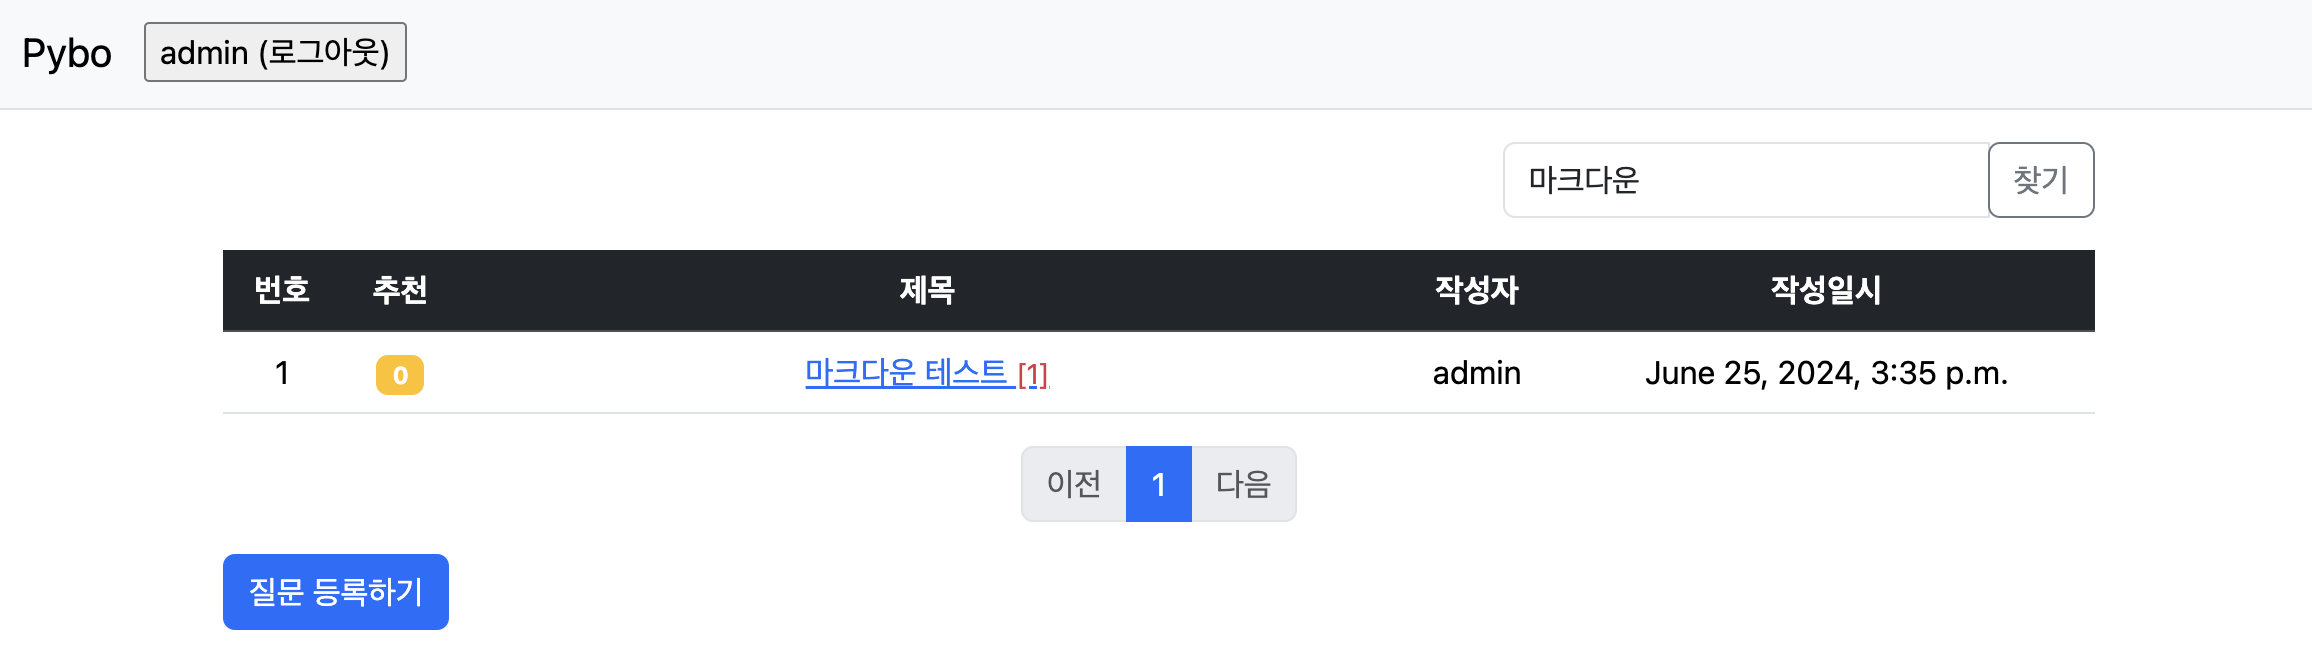 Pybo admin (로그아웃)
마크다운 찾기
번호 추천 제목 작성자 작성일시
1 0 마크다운 테스트 [1] admin June 25, 2024, 3:35 p.m.
이전 1 다음
질문 등록하기